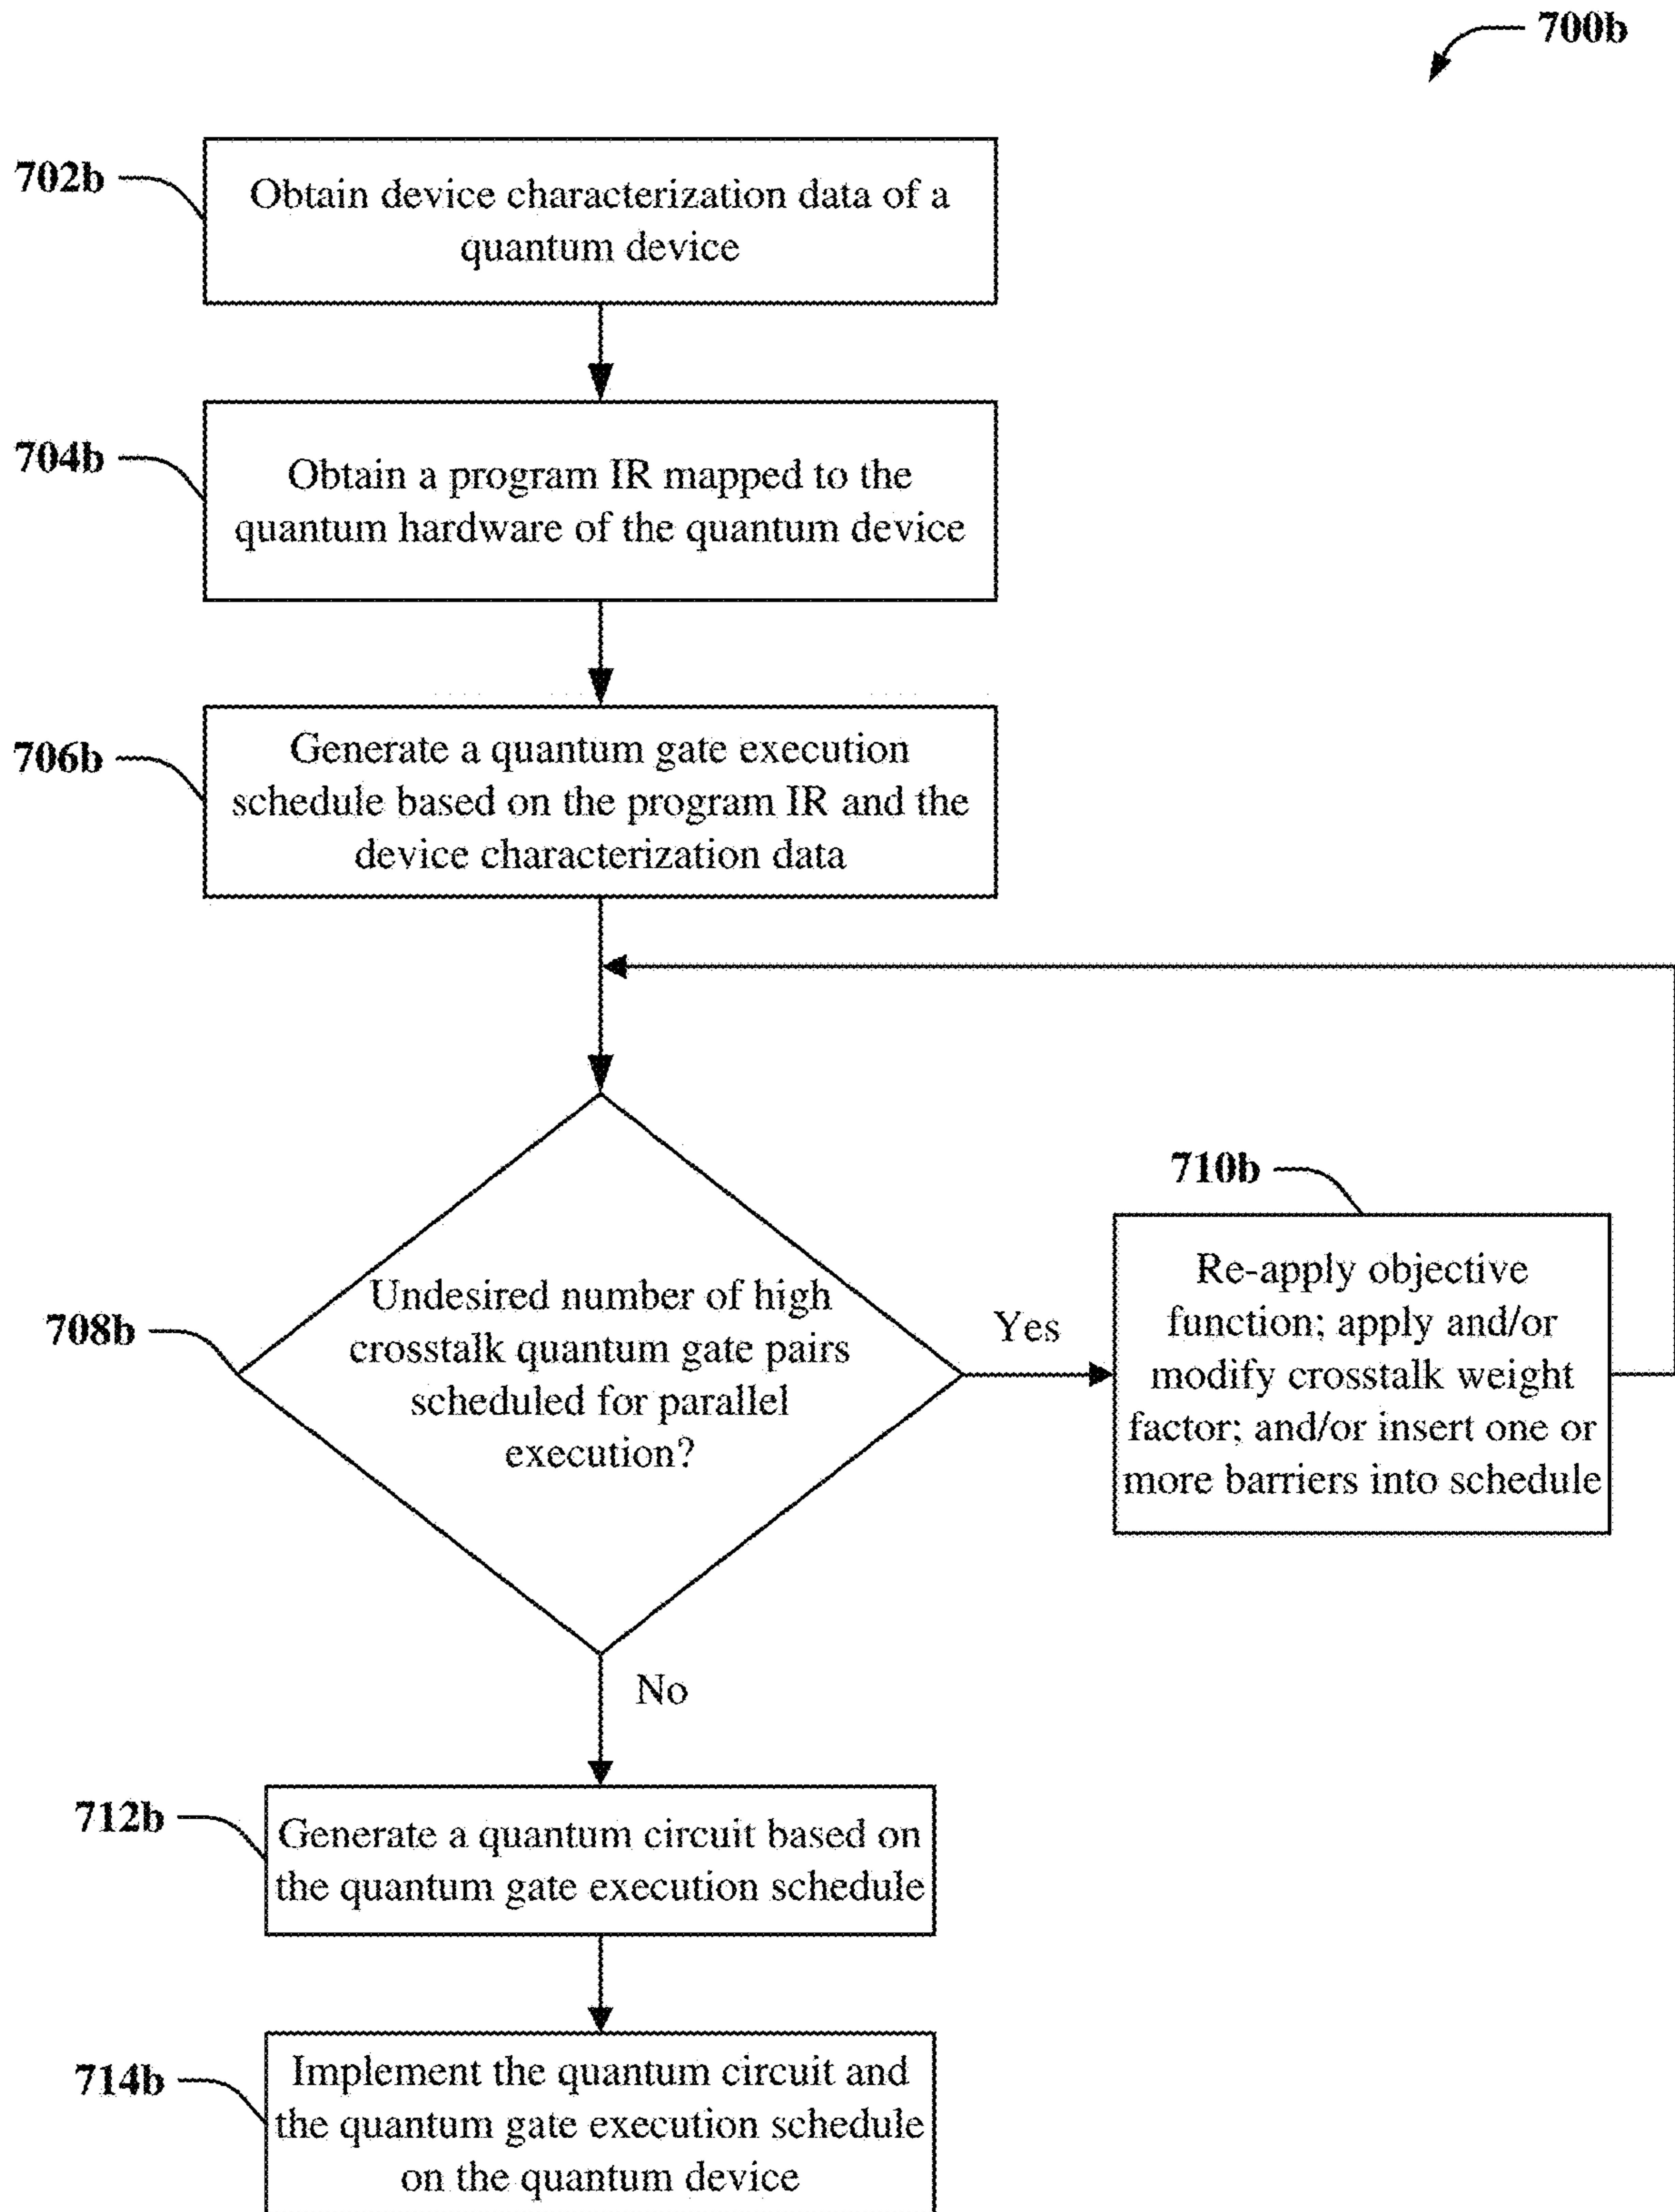 700b
702b
Obtain device characterization data of a
quantum device
704b
Obtain a program IR mapped to the
quantum hardware of the quantum device
706b
Generate a quantum gate execution
schedule based on the program IR and the
device characterization data
708b
Undesired number of high
crosstalk quantum gate pairs
scheduled for parallel
execution?
Yes
710b
Re-apply objective
function; apply and/or
modify crosstalk weight
factor; and/or insert one or
more barriers into schedule
No
712b
Generate a quantum circuit based on
the quantum gate execution schedule
714b
Implement the quantum circuit and
the quantum gate execution schedule
on the quantum device